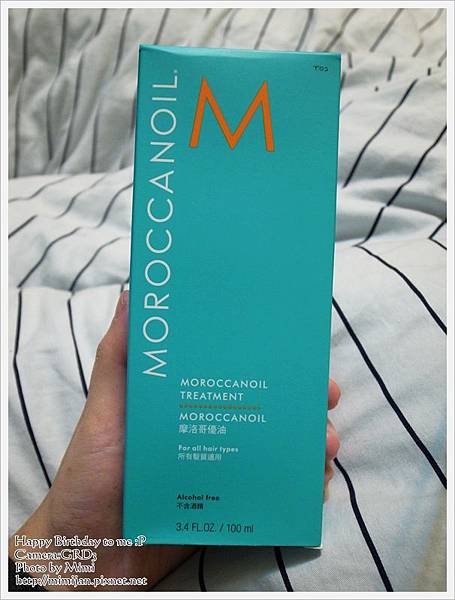 MOROCCANOIL®
M
MOROCCANOIL
TREATMENT
MOROCCANOIL
摩洛哥優油
For all hair types
所有髮質適用
Alcohol free
不含酒精
3.4 FL.OZ. / 100 ml
Happy Birthday to me :P
Camera:GRD3
Photo by Mimi
http://mimijan.pixnet.net